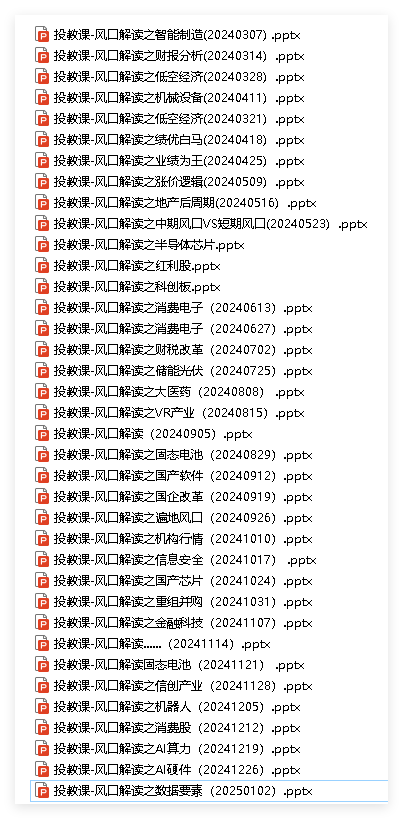 投教课-风口解读之智能制造(20240307) .pptx
投教课-风口解读之财报分析(20240314) .pptx
投教课-风口解读之低空经济(20240328) .pptx
投教课-风口解读之机械设备(20240411) .pptx
投教课-风口解读之低空经济(20240321) .pptx
投教课-风口解读之绩优白马(20240418) .pptx
投教课-风口解读之业绩为王(20240425) .pptx
投教课-风口解读之涨价逻辑(20240509) .pptx
投教课-风口解读之地产后周期(20240516) .pptx
投教课-风口解读之中期风口VS短期风口(20240523) .pptx
投教课-风口解读之半导体芯片.pptx
投教课-风口解读之红利股.pptx
投教课-风口解读之科创板.pptx
投教课-风口解读之消费电子（20240613）.pptx
投教课-风口解读之消费电子（20240627）.pptx
投教课-风口解读之财税改革（20240702）.pptx
投教课-风口解读之储能光伏（20240725）.pptx
投教课-风口解读之大医药（20240808） .pptx
投教课-风口解读之VR产业（20240815）.pptx
投教课-风口解读（20240905）.pptx
投教课-风口解读之固态电池（20240829）.pptx
投教课-风口解读之国产软件（20240912）.pptx
投教课-风口解读之国企改革（20240919）.pptx
投教课-风口解读之遍地风口（20240926）.pptx
投教课-风口解读之机构行情（20241010）.pptx
投教课-风口解读之信息安全（20241017） .pptx
投教课-风口解读之国产芯片（20241024）.pptx
投教课-风口解读之重组并购（20241031）.pptx
投教课-风口解读之金融科技（20241107）.pptx
投教课-风口解读......（20241114）.pptx
投教课-风口解读固态电池（20241121） .pptx
投教课-风口解读之信创产业（20241128）.pptx
投教课-风口解读之机器人（20241205）.pptx
投教课-风口解读之消费股（20241212）.pptx
投教课-风口解读之AI算力（20241219）.pptx
投教课-风口解读之AI硬件（20241226）.pptx
投教课-风口解读之数据要素（20250102）.pptx